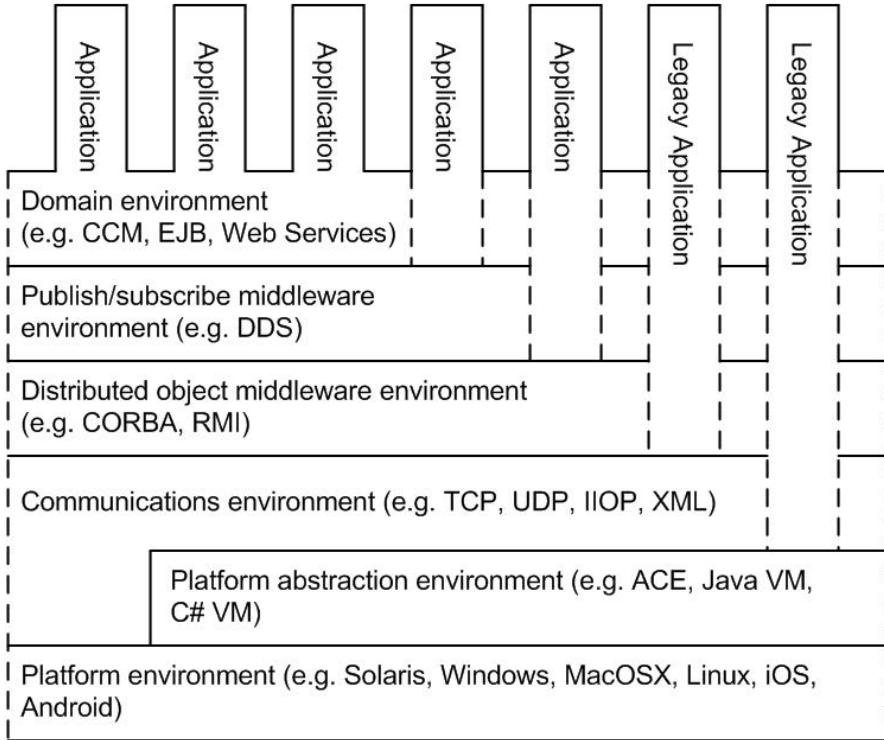 Application
Application
Application
Application
Application
Legacy Application
Legacy Application
Domain environment
(e.g. CCM, EJB, Web Services)
Publish/subscribe middleware
environment (e.g. DDS)
Distributed object middleware environment
(e.g. CORBA, RMI)
Communications environment (e.g. TCP, UDP, IIOP, XML)
Platform abstraction environment (e.g. ACE, Java VM,
C# VM)
Platform environment (e.g. Solaris, Windows, MacOSX, Linux, iOS,
Android)